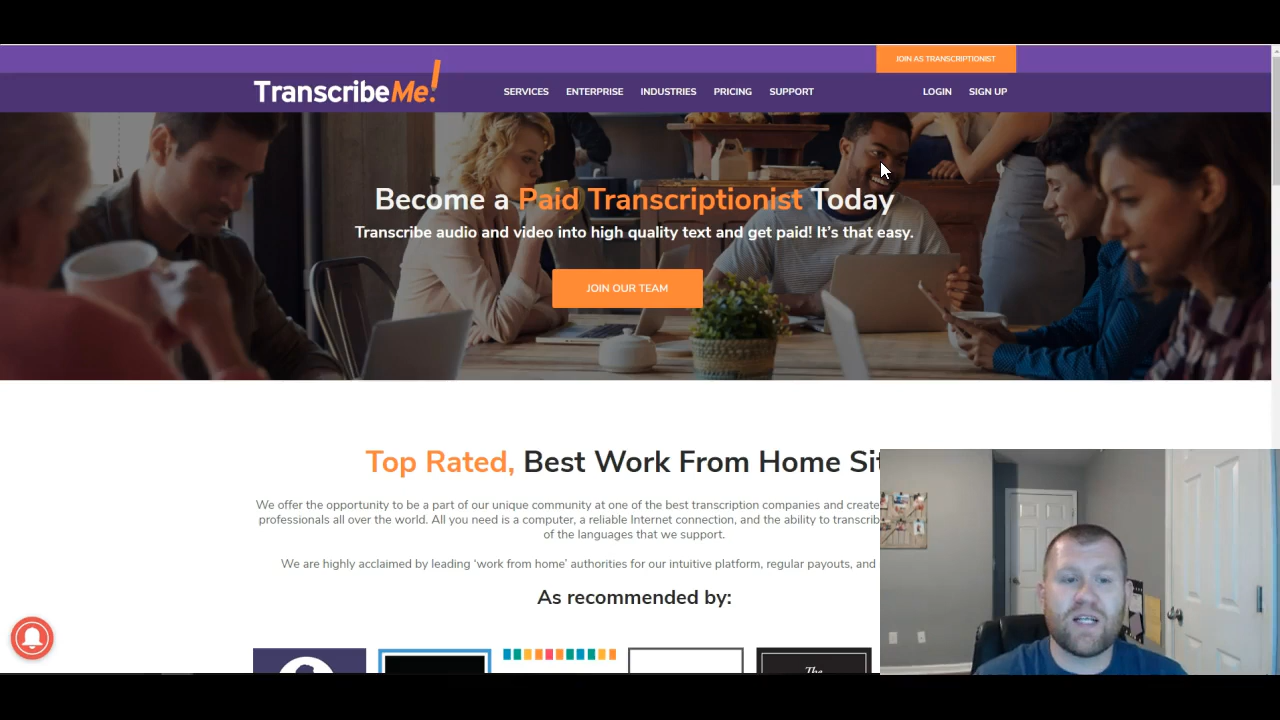 JOIN AS TRANSCRIPTIONIST
TranscribeMe!
SERVICES ENTERPRISE INDUSTRIES PRICING SUPPORT LOGIN SIGN UP
Become a Paid Transcriptionist Today
Transcribe audio and video into high quality text and get paid! It's that easy.
JOIN OUR TEAM
Top Rated, Best Work From Home Sit
We offer the opportunity to be a part of our unique community at one of the best transcription companies and create
professionals all over the world. All you need is a computer, a reliable Internet connection, and the ability to transcrib
of the languages that we support.
We are highly acclaimed by leading 'work from home' authorities for our intuitive platform, regular payouts, and
As recommended by:
The